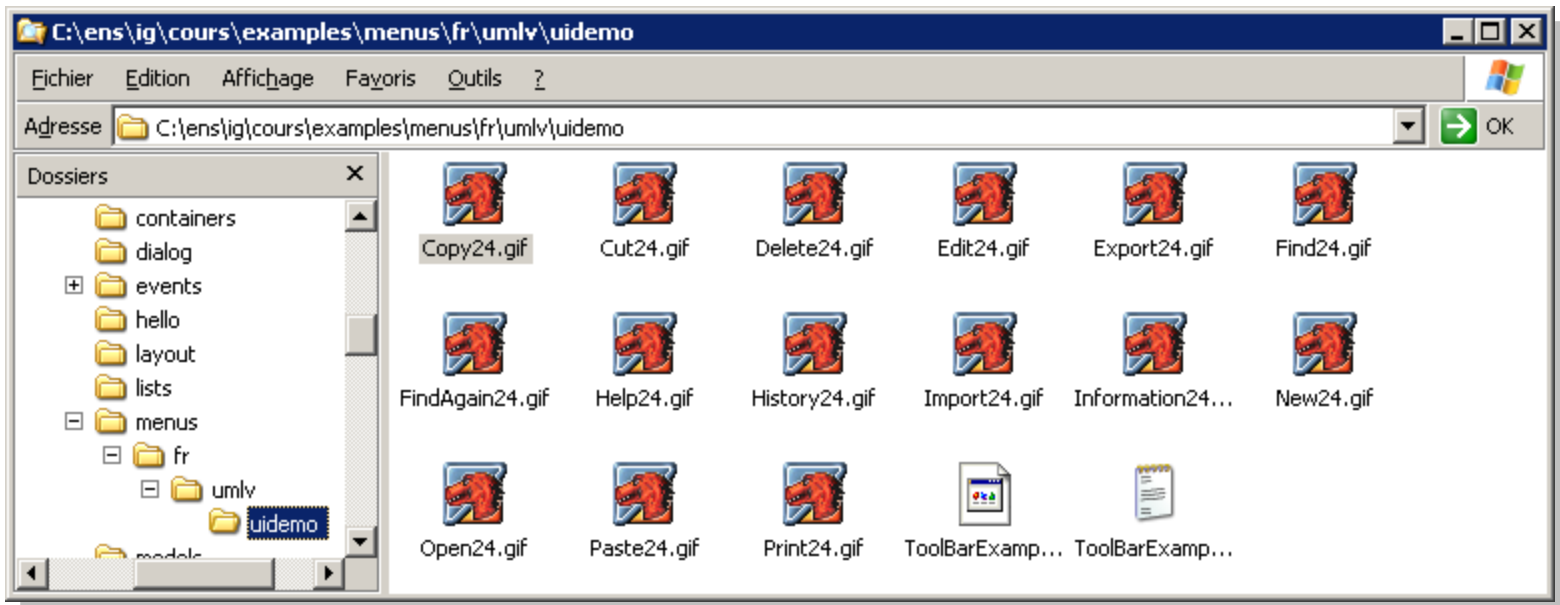 C:\ens\ig\cours\examples\menus\fr\umlv\uidemo
Fichier Edition Affichage Favoris Outils ?
Adresse C:\ens\ig\cours\examples\menus\fr\umlv\uidemo OK
Dossiers
containers
dialog
events
hello
layout
lists
menus
fr
umlv
uidemo
models
Copy24.gif Cut24.gif Delete24.gif Edit24.gif Export24.gif Find24.gif
FindAgain24.gif Help24.gif History24.gif Import24.gif Information24... New24.gif
Open24.gif Paste24.gif Print24.gif ToolBarExamp... ToolBarExamp...